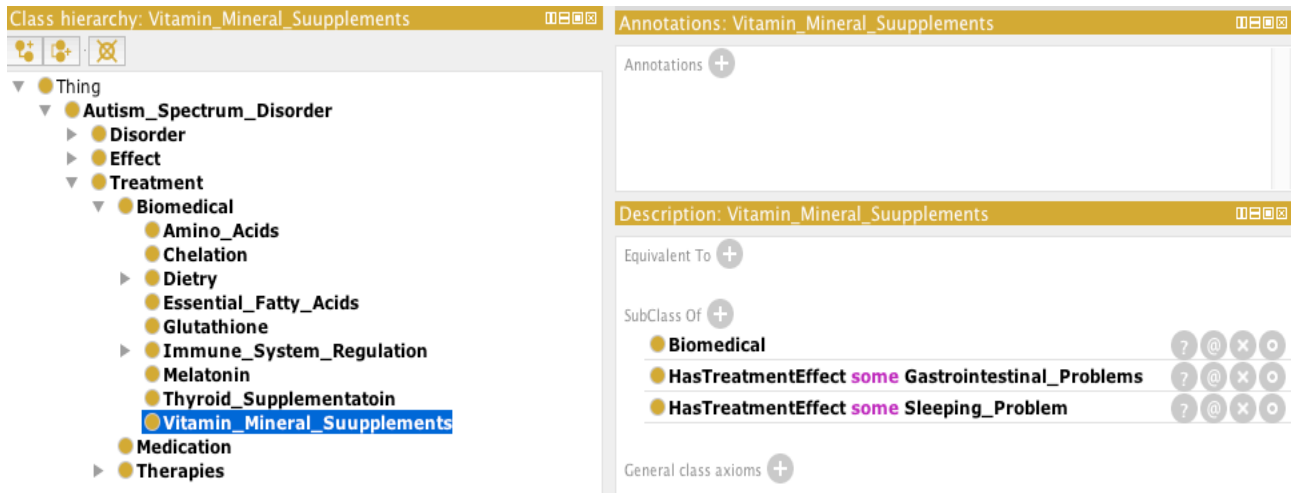 Class hierarchy: Vitamin_Mineral_Suupplements
Thing
Autism_Spectrum_Disorder
Disorder
Effect
Treatment
Biomedical
Amino_Acids
Chelation
Dietry
Essential_Fatty_Acids
Glutathione
Immune_System_Regulation
Melatonin
Thyroid_Supplementatoin
Vitamin_Mineral_Suupplements
Medication
Therapies
Annotations: Vitamin_Mineral_Suupplements
Annotations
Description: Vitamin_Mineral_Suupplements
Equivalent To
SubClass Of
Biomedical
HasTreatmentEffect some Gastrointestinal_Problems
HasTreatmentEffect some Sleeping_Problem
General class axioms